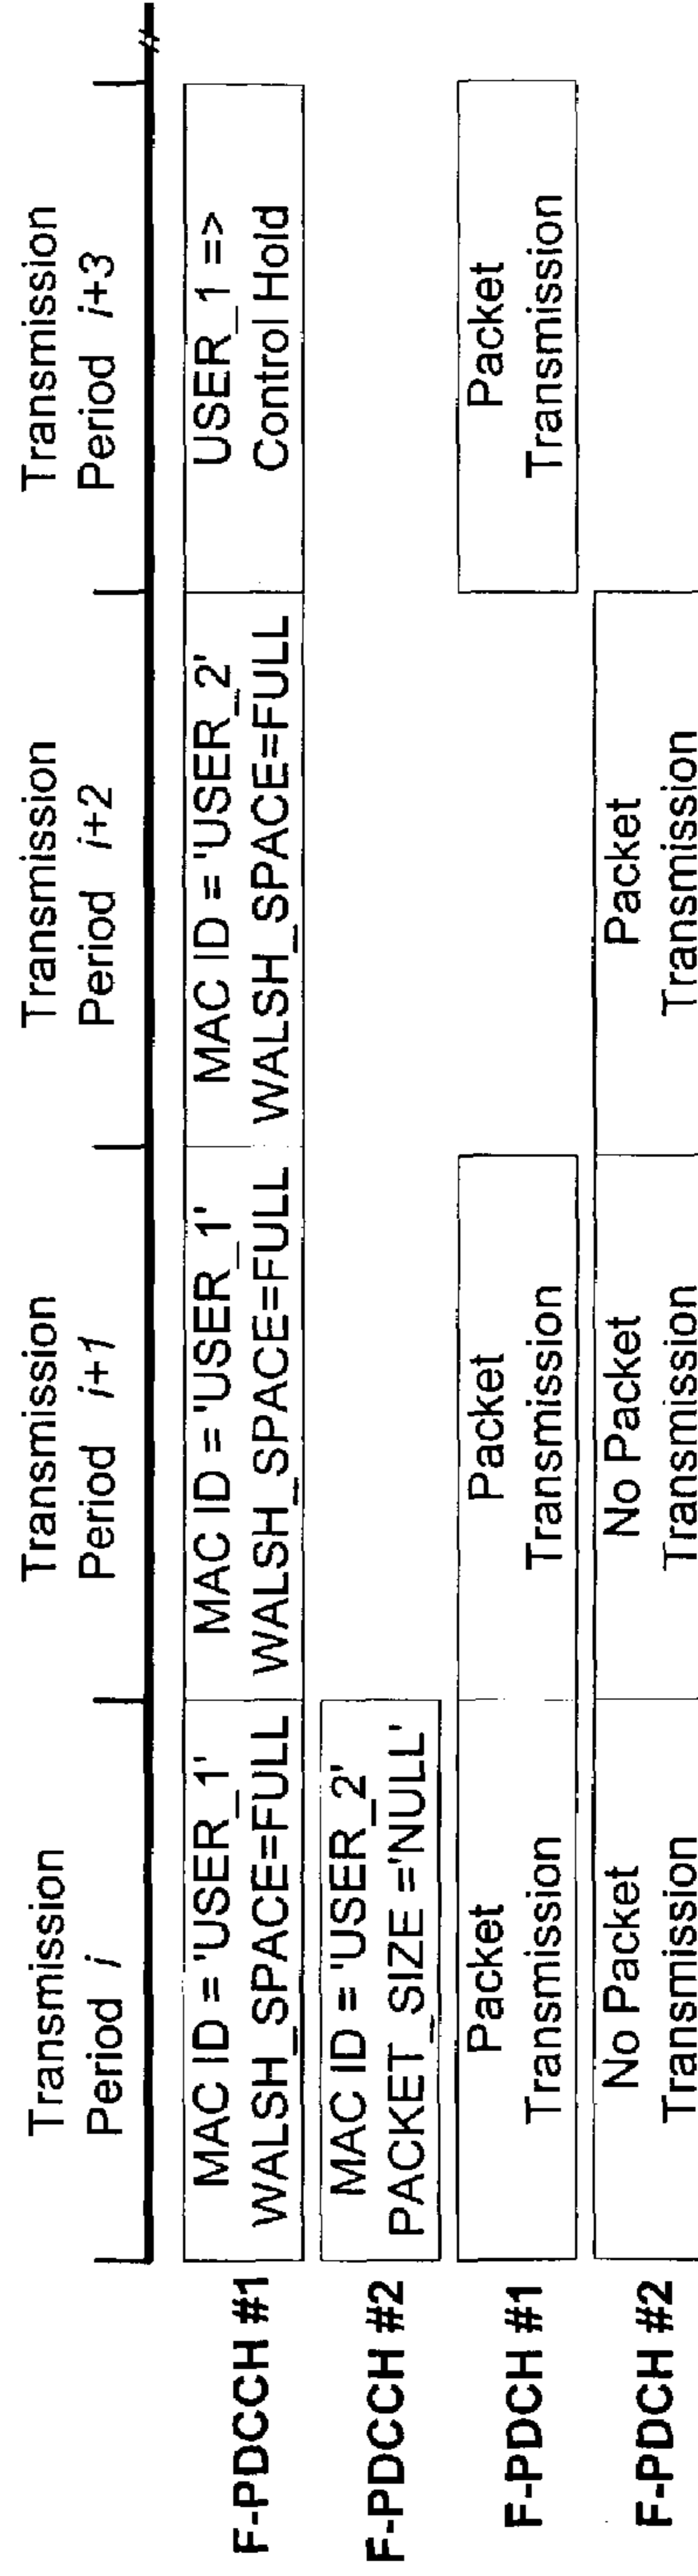 Transmission
Period i
Transmission
Period i+1
Transmission
Period i+2
Transmission
Period i+3
F-PDCCH #1
MAC ID = 'USER_1'
WALSH_SPACE=FULL
MAC ID = 'USER_1'
WALSH_SPACE=FULL
MAC ID = 'USER_2'
WALSH_SPACE=FULL
USER_1 =>
Control Hold
F-PDCCH #2
MAC ID = 'USER_2'
PACKET_SIZE ='NULL'
F-PDCH #1
Packet
Transmission
Packet
Transmission
Packet
Transmission
F-PDCH #2
No Packet
Transmission
No Packet
Transmission
Packet
Transmission